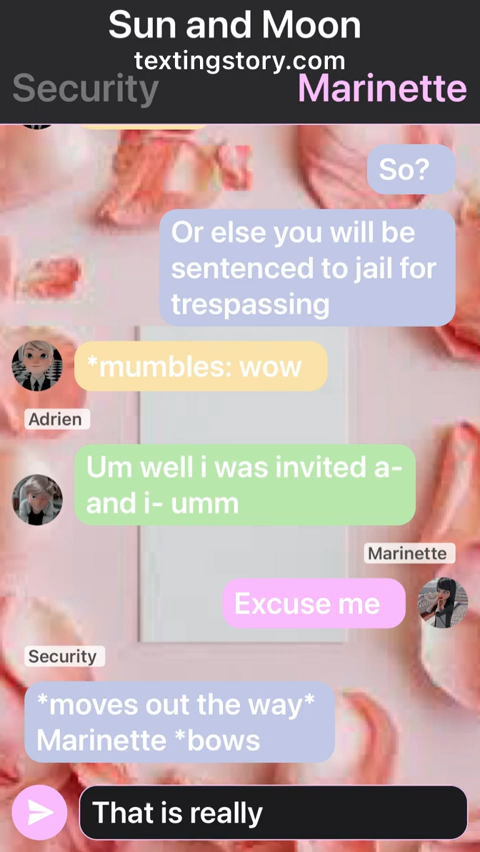 Sun and Moon
textingstory.com
Security
Marinette
So?
Or else you will be
sentenced to jail for
trespassing
*mumbles: wow
Adrien
Um well i was invited a-
and i- umm
Marinette
Excuse me
Security
*moves out the way*
Marinette *bows
That is really